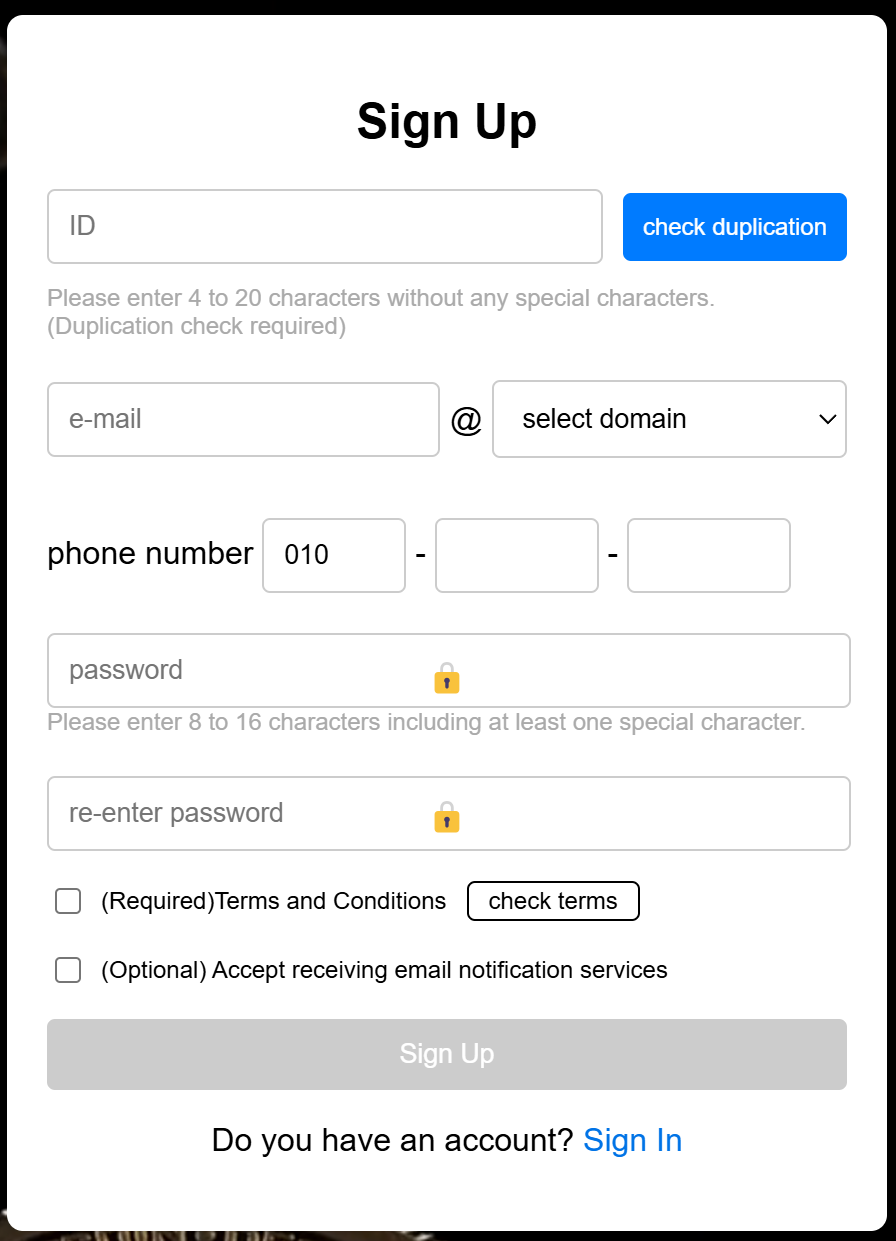 Sign Up
ID
check duplication
Please enter 4 to 20 characters without any special characters.
(Duplication check required)
e-mail @ select domain
phone number 010 - -
password
Please enter 8 to 16 characters including at least one special character.
re-enter password
(Required)Terms and Conditions check terms
(Optional) Accept receiving email notification services
Sign Up
Do you have an account? Sign In